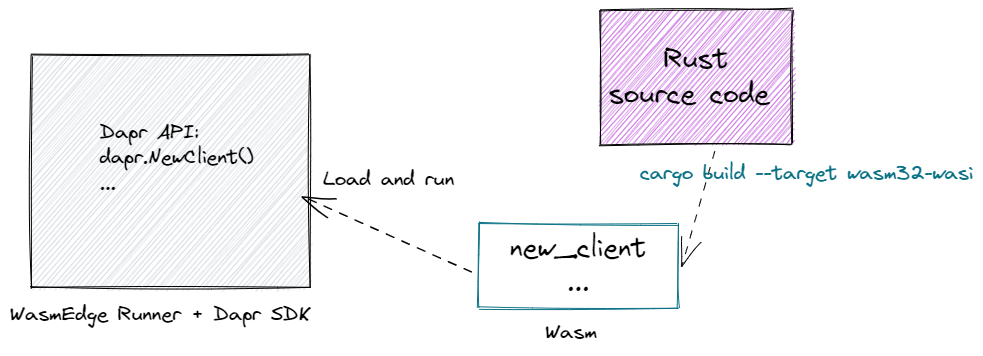 Rust
source code
Dapr API:
dapr.NewClient()
...
Load and run
cargo build --target wasm32-wasi
new_client
...
WasmEdge Runner + Dapr SDK
Wasm